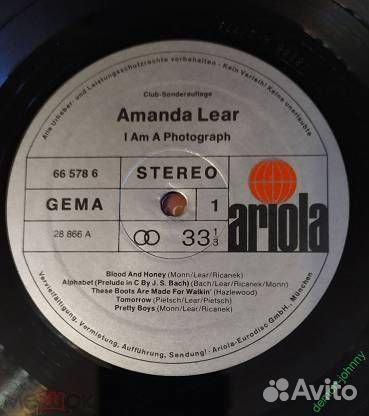 Alle Urheber- und Leistungsschutzrechte vorbehalten - Kein Verleih! Keine unerlaubte
Club-Sonderauflage
Amanda Lear
I Am A Photograph
66 578 6
STEREO
GEMA
1
ariola
28 866 A
33 1/3
Blood And Honey (Monn/Lear/Ricanek)
Alphabet (Prelude in C By J. S. Bach) (Bach/Lear/Ricanek/Monn)
These Boots Are Made For Walkin' (Hazlewood)
Tomorrow (Pietsch/Lear/Pietsch)
Pretty Boys (Monn/Lear/Ricanek)
Vervielfältigung, Vermietung, Aufführung, Sendung! · Ariola-Eurodisc GmbH., München
Avito